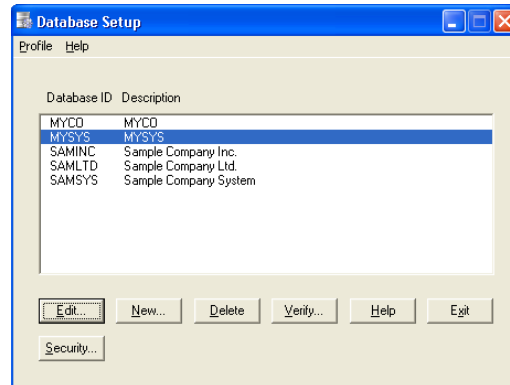 Database Setup
Profile Help
Database ID Description
MYCO MYCO
MYSYS MYSYS
SAMINC Sample Company Inc.
SAMLTD Sample Company Ltd.
SAMSYS Sample Company System
Edit... New... Delete Verify... Help Exit
Security...